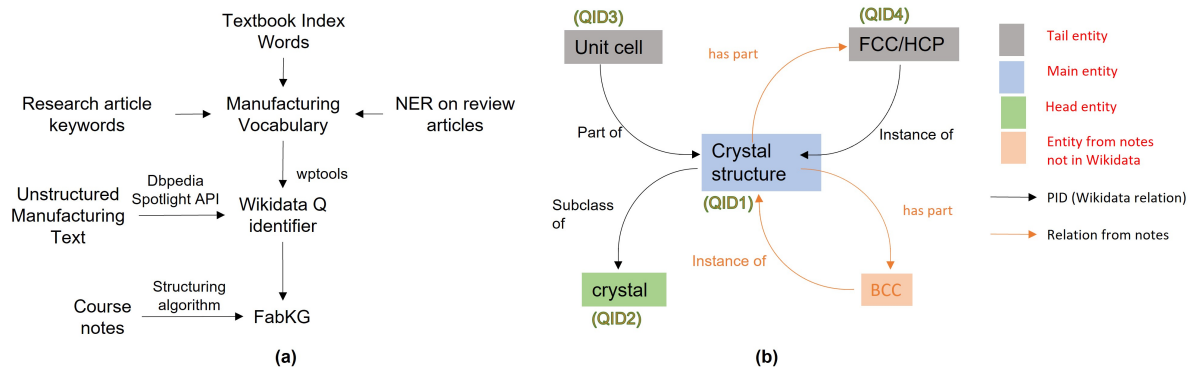 Textbook Index
Words
Research article
keywords
Manufacturing
Vocabulary
NER on review
articles
wptools
Dbpedia
Spotlight API
Unstructured
Manufacturing
Text
Wikidata Q
identifier
Structuring
algorithm
Course
notes
FabKG
(a)
(QID3)
Unit cell
(QID4)
FCC/HCP
has part
Part of
Instance of
Crystal
structure
(QID1)
Subclass
of
has part
Instance of
crystal
(QID2)
BCC
(b)
Tail entity
Main entity
Head entity
Entity from notes
not in Wikidata
PID (Wikidata relation)
Relation from notes